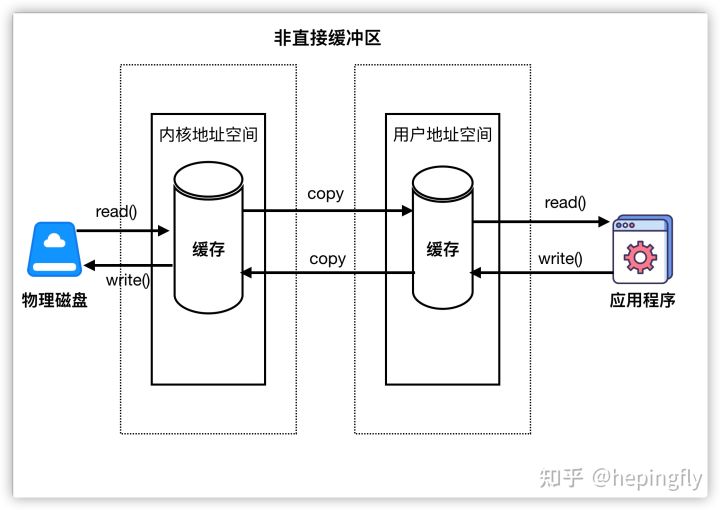 非直接缓冲区
内核地址空间
用户地址空间
read()
copy
read()
缓存
缓存
write()
copy
write()
物理磁盘
应用程序
知乎 @hepingfly